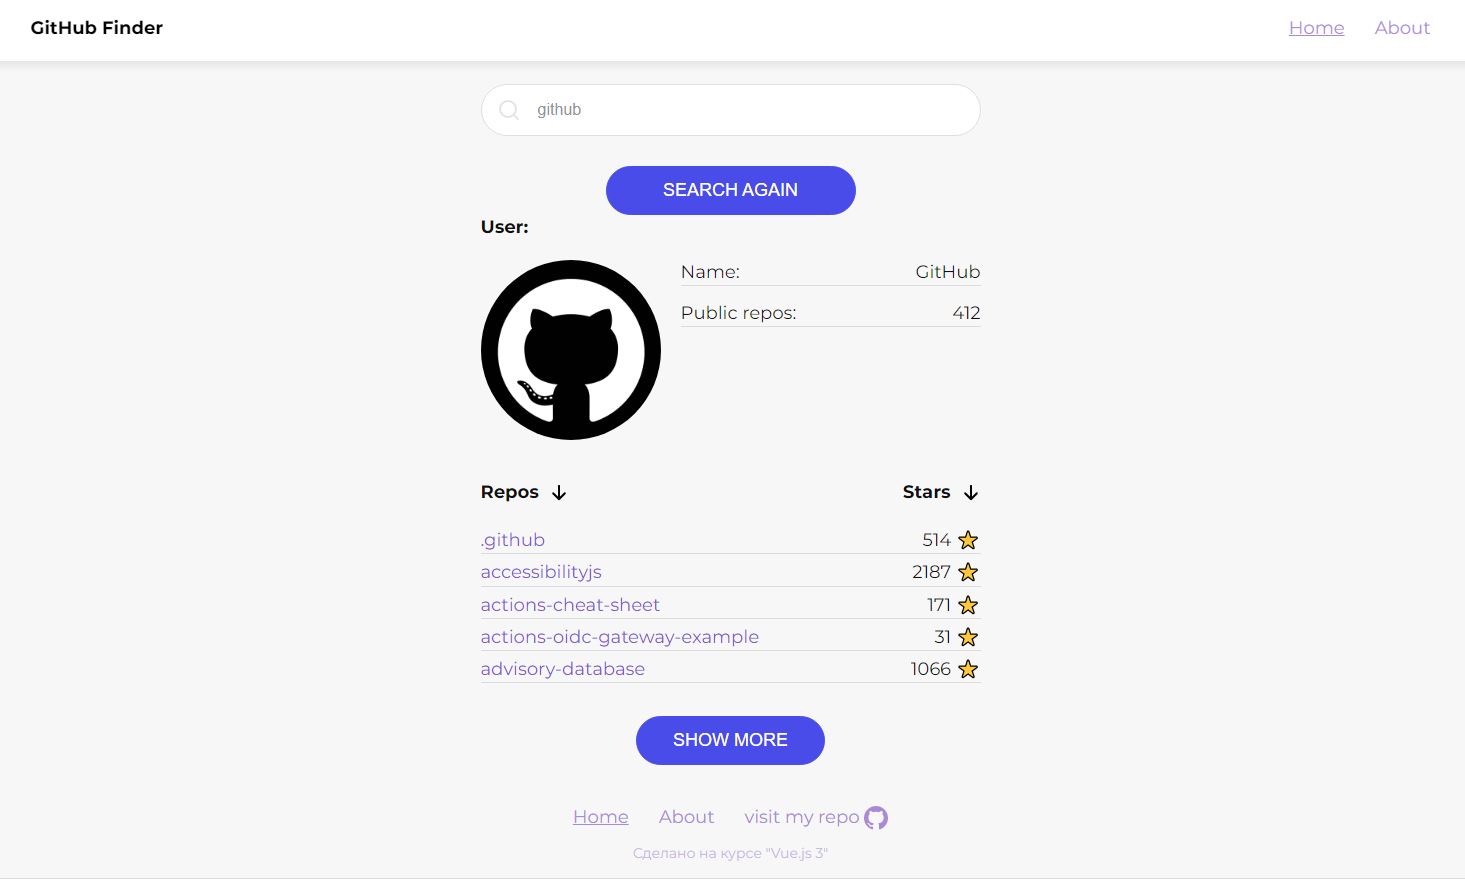 GitHub Finder Home About
github
SEARCH AGAIN
User:
Name: GitHub
Public repos: 412
Repos Stars
.github 514
accessibilityjs 2187
actions-cheat-sheet 171
actions-oidc-gateway-example 31
advisory-database 1066
SHOW MORE
Home About visit my repo
Сделано на курсе "Vue.js 3"